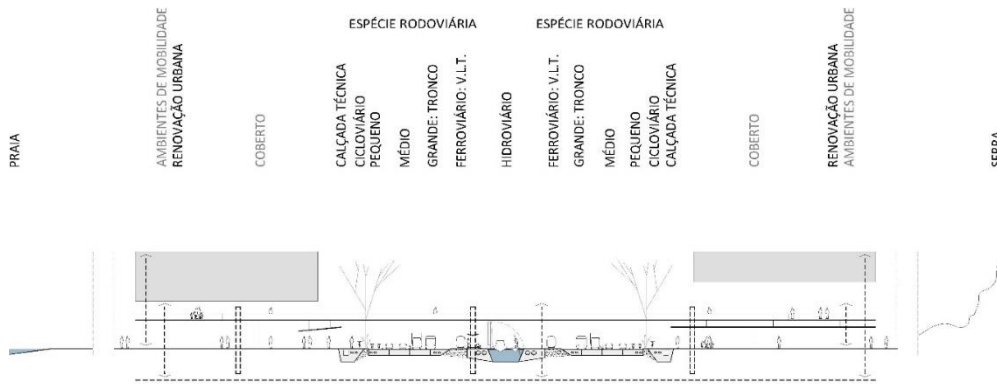 ESPÉCIE RODOVIÁRIA
ESPÉCIE RODOVIÁRIA
PRAIA
AMBIENTES DE MOBILIDADE
RENOVAÇÃO URBANA
COBERTO
CALÇADA TÉCNICA
CICLOVIÁRIO
PEQUENO
MÉDIO
GRANDE: TRONCO
FERROVIÁRIO: V.L.T.
HIDROVIÁRIO
FERROVIÁRIO: V.L.T.
GRANDE: TRONCO
MÉDIO
PEQUENO
CICLOVIÁRIO
CALÇADA TÉCNICA
COBERTO
RENOVAÇÃO URBANA
AMBIENTES DE MOBILIDADE
SERRA